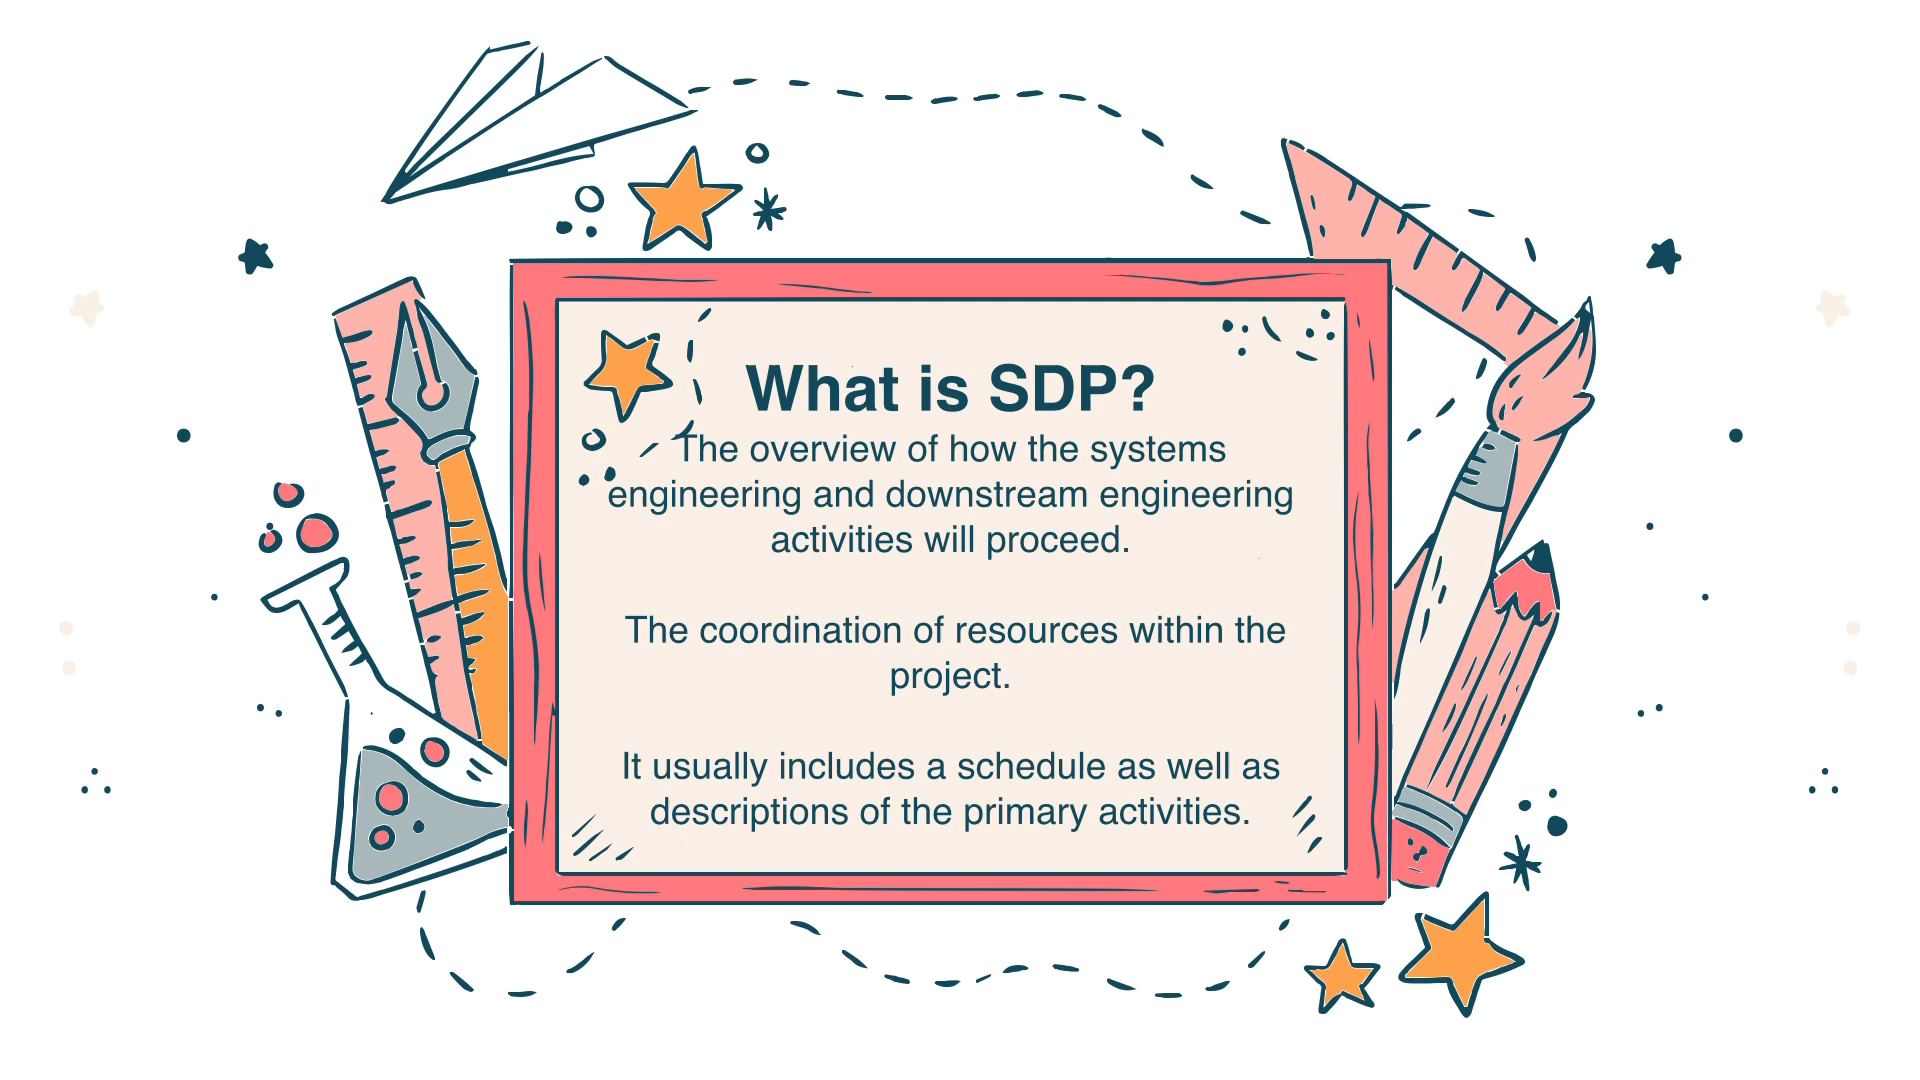 What is SDP?
The overview of how the systems
engineering and downstream engineering
activities will proceed.
The coordination of resources within the
project.
It usually includes a schedule as well as
descriptions of the primary activities.